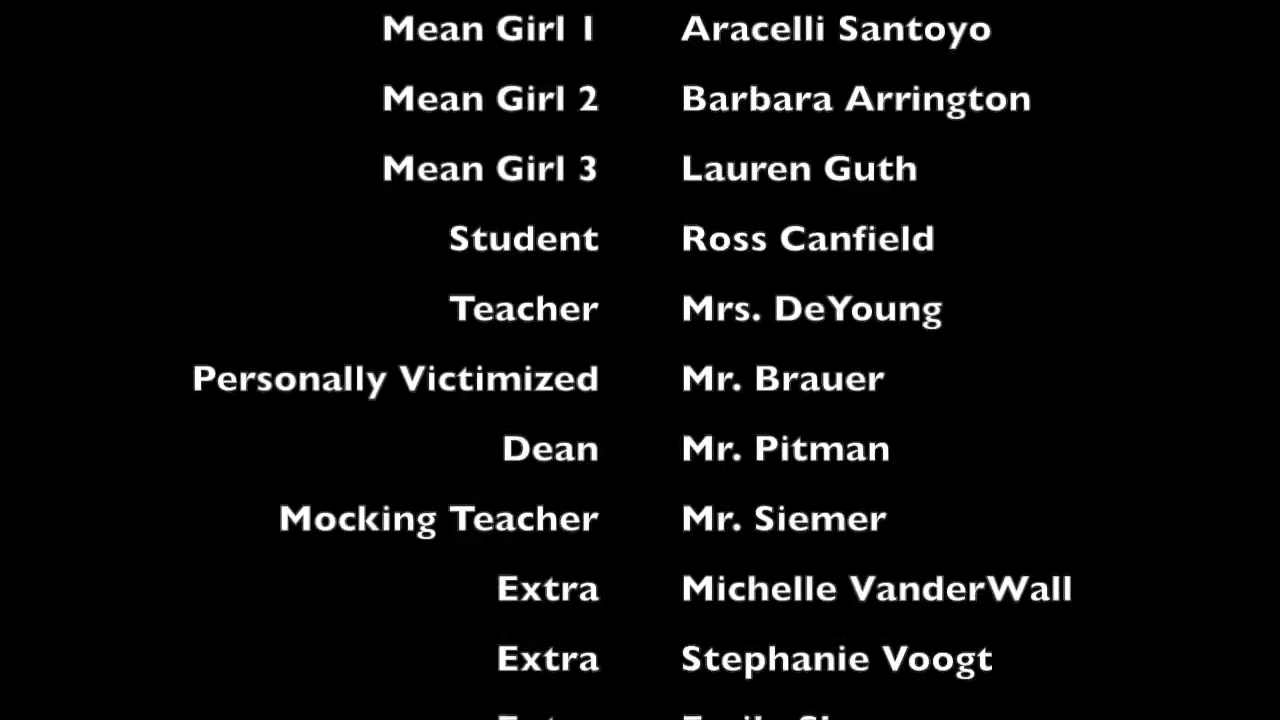 Mean Girl 1 Aracelli Santoyo
Mean Girl 2 Barbara Arrington
Mean Girl 3 Lauren Guth
Student Ross Canfield
Teacher Mrs. DeYoung
Personally Victimized Mr. Brauer
Dean Mr. Pitman
Mocking Teacher Mr. Siemer
Extra Michelle VanderWall
Extra Stephanie Voogt